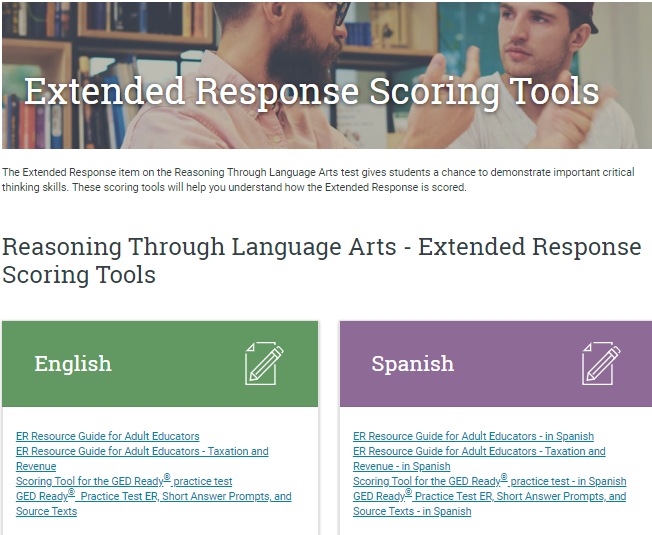 Extended Response Scoring Tools
The Extended Response item on the Reasoning Through Language Arts test gives students a chance to demonstrate important critical
thinking skills. These scoring tools will help you understand how the Extended Response is scored.
Reasoning Through Language Arts - Extended Response
Scoring Tools
English
ER Resource Guide for Adult Educators
ER Resource Guide for Adult Educators - Taxation and
Revenue
Scoring Tool for the GED Ready® practice test
GED Ready® Practice Test ER, Short Answer Prompts, and
Source Texts
Spanish
ER Resource Guide for Adult Educators - in Spanish
ER Resource Guide for Adult Educators - Taxation and
Revenue - in Spanish
Scoring Tool for the GED Ready® practice test - in Spanish
GED Ready® Practice Test ER, Short Answer Prompts, and
Source Texts - in Spanish